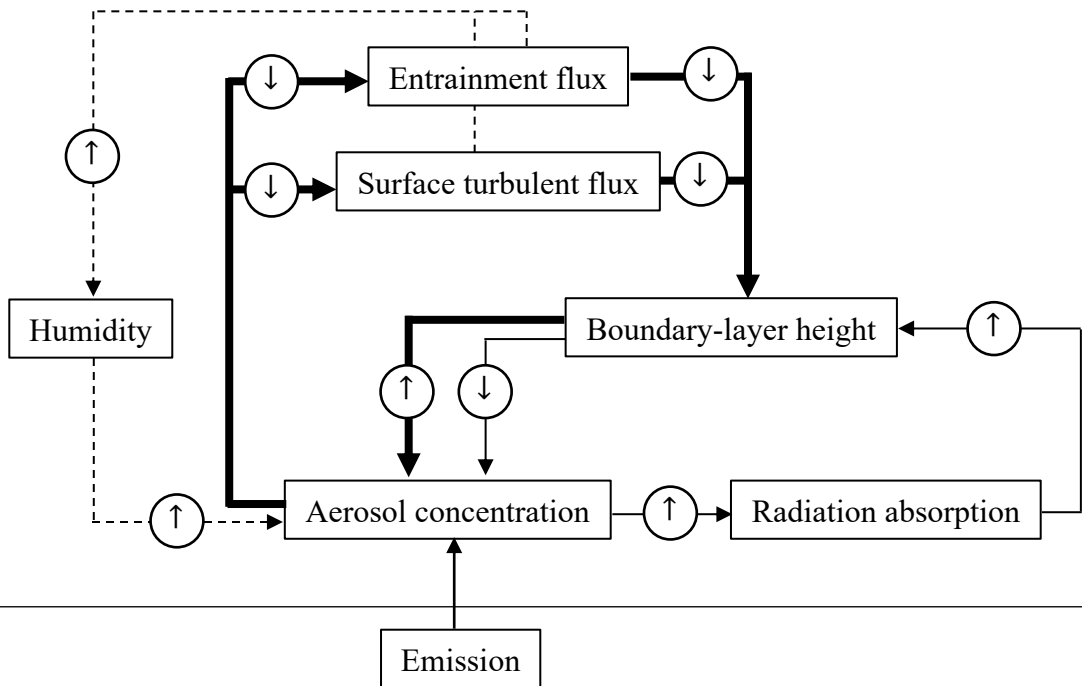 ↓ Entrainment flux ↓
↑
↓ Surface turbulent flux ↓
Humidity
Boundary-layer height ↑
↑ ↓
↑ Aerosol concentration ↑ Radiation absorption
Emission